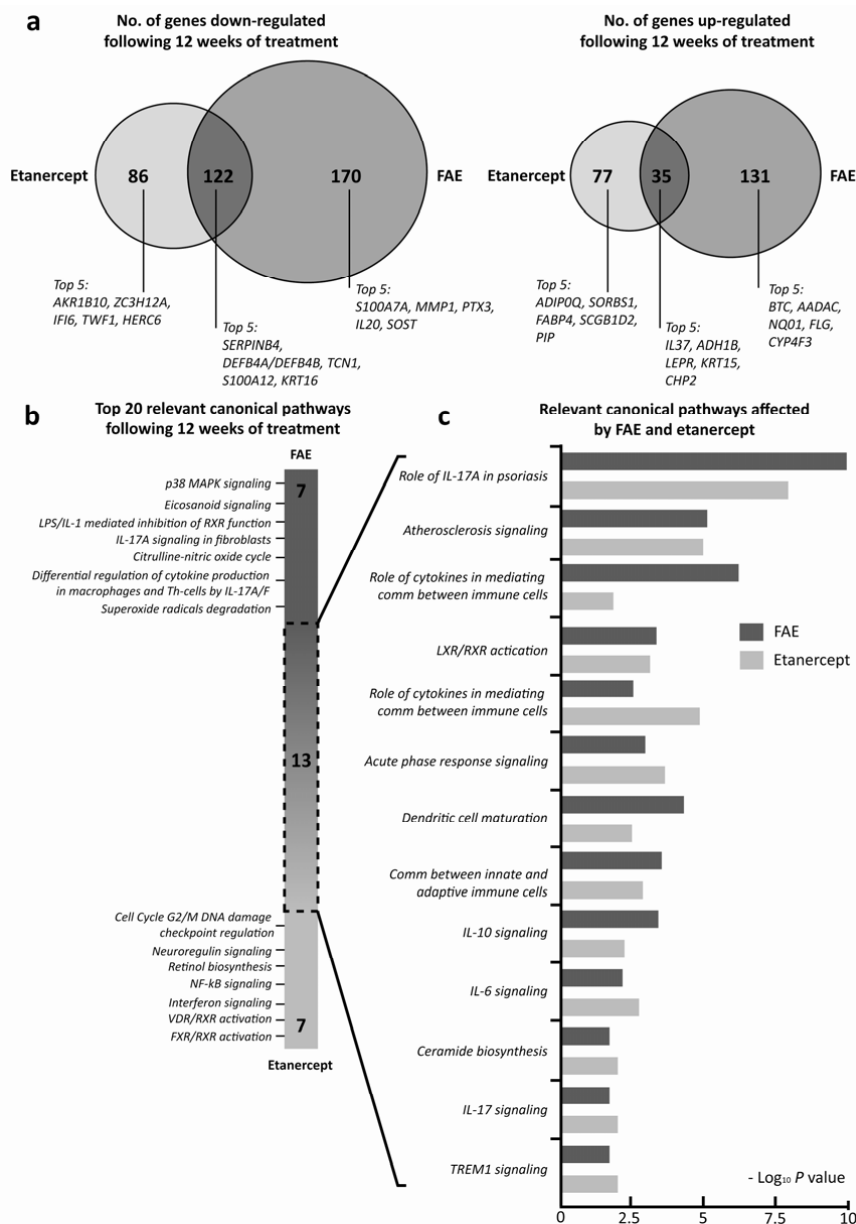 a
No. of genes down-regulated
following 12 weeks of treatment
Etanercept
86
122
170
FAE
Top 5:
AKR1B10, ZC3H12A,
IFI6, TWF1, HERC6
Top 5:
SERPINB4,
DEFB4A/DEFB4B, TCN1,
S100A12, KRT16
Top 5:
S100A7A, MMP1, PTX3,
IL20, SOST
No. of genes up-regulated
following 12 weeks of treatment
Etanercept
77
35
131
FAE
Top 5:
ADIP0Q, SORBS1,
FABP4, SCGB1D2,
PIP
Top 5:
IL37, ADH1B,
LEPR, KRT15,
CHP2
Top 5:
BTC, AADAC,
NQ01, FLG,
CYP4F3
b
Top 20 relevant canonical pathways
following 12 weeks of treatment
FAE
7
p38 MAPK signaling
Eicosanoid signaling
LPS/IL-1 mediated inhibition of RXR function
IL-17A signaling in fibroblasts
Citrulline-nitric oxide cycle
Differential regulation of cytokine production
in macrophages and Th-cells by IL-17A/F
Superoxide radicals degradation
13
Cell Cycle G2/M DNA damage
checkpoint regulation
Neuroregulin signaling
Retinol biosynthesis
NF-kB signaling
Interferon signaling
VDR/RXR activation
7
FXR/RXR activation
Etanercept
c
Relevant canonical pathways affected
by FAE and etanercept
Role of IL-17A in psoriasis
Atherosclerosis signaling
Role of cytokines in mediating
comm between immune cells
LXR/RXR actication
Role of cytokines in mediating
comm between immune cells
Acute phase response signaling
Dendritic cell maturation
Comm between innate and
adaptive immune cells
IL-10 signaling
IL-6 signaling
Ceramide biosynthesis
IL-17 signaling
TREM1 signaling
FAE
Etanercept
- Log₁₀ P value
0 2.5 5 7.5 10